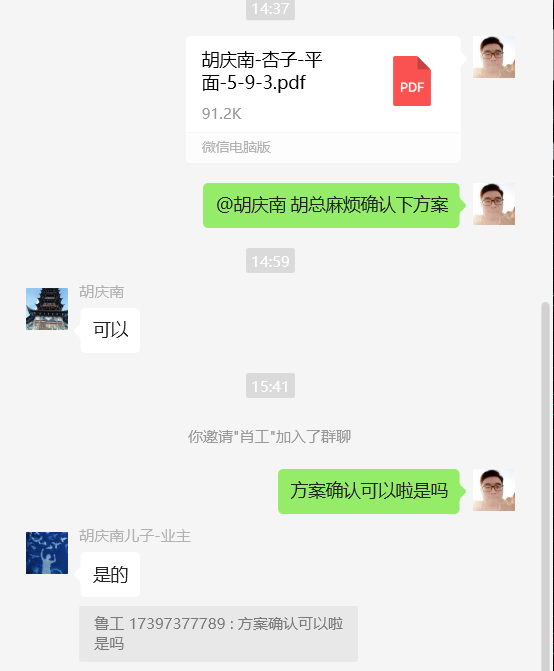 14:37
胡庆南-杏子-平
面-5-9-3.pdf
PDF
91.2K
微信电脑版
@胡庆南 胡总麻烦确认下方案
14:59
胡庆南
可以
15:41
你邀请"肖工"加入了群聊
方案确认可以啦是吗
胡庆南儿子-业主
是的
鲁工 17397377789 : 方案确认可以啦
是吗